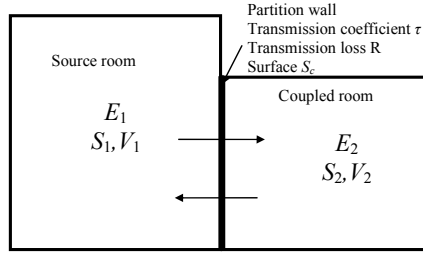 Partition wall
Transmission coefficient τ
Transmission loss R
Surface Sc
Source room
Coupled room
E1
S1,V1
E2
S2,V2